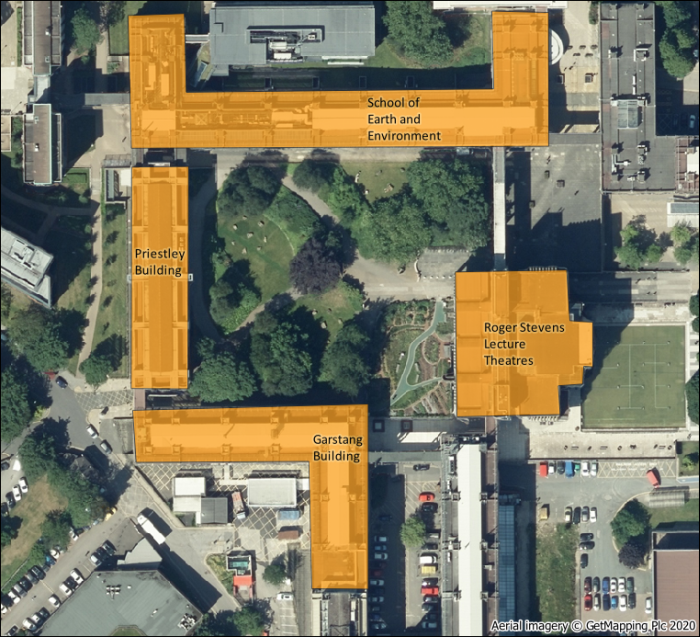 School of
Earth and
Environment
Priestley
Building
Roger Stevens
Lecture
Theatres
Garstang
Building
Aerial imagery © GetMapping Plc 2020